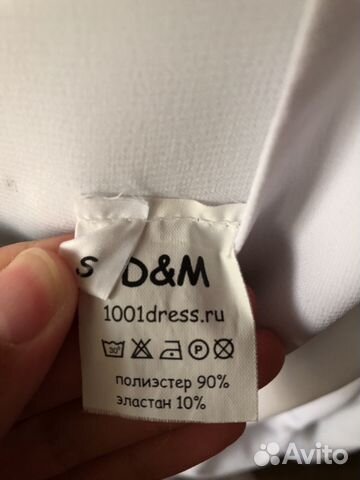 S D&M
1001dress.ru
30°
P
полиэстер 90%
эластан 10%
Avito